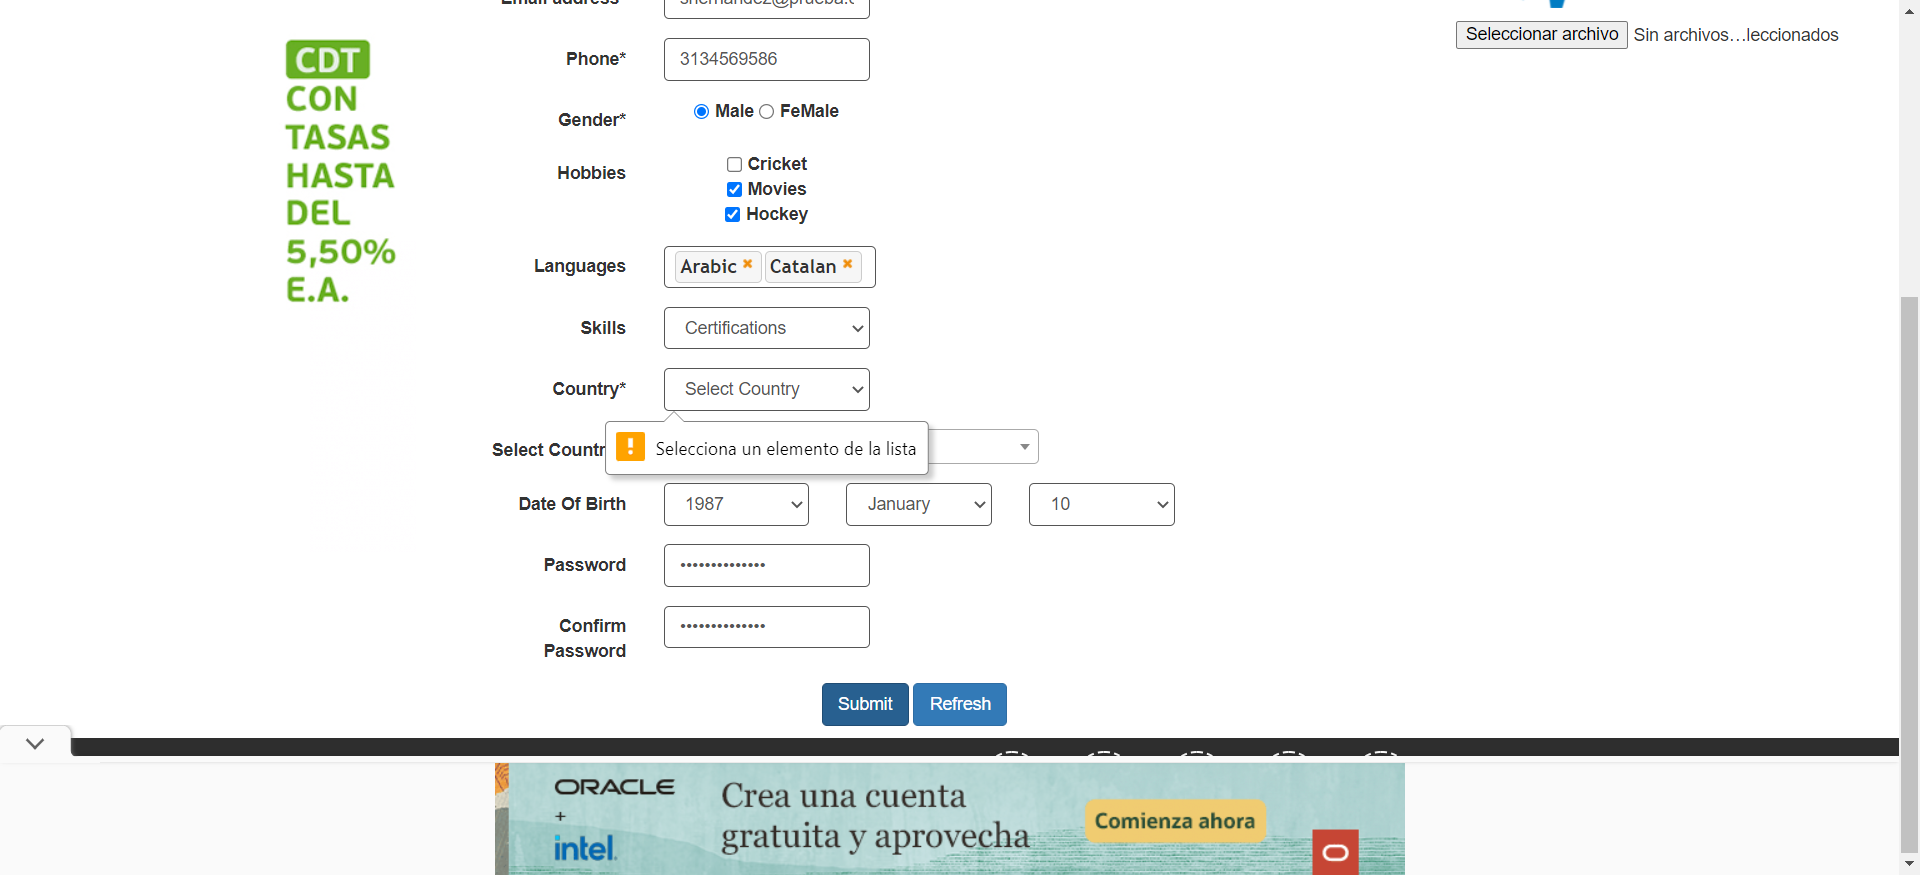 Seleccionar archivo Sin archivos…leccionados
CDT
CON
TASAS
HASTA
DEL
5,50%
E.A.
Email address
Phone* 3134569586
Gender* Male FeMale
Hobbies Cricket
Movies
Hockey
Languages Arabic Catalan
Skills Certifications
Country* Select Country
Selecciona un elemento de la lista
Select Countr
Date Of Birth 1987 January 10
Password ••••••••••••••
Confirm
Password ••••••••••••••
Submit Refresh
ORACLE
+
intel.
Crea una cuenta
gratuita y aprovecha
Comienza ahora